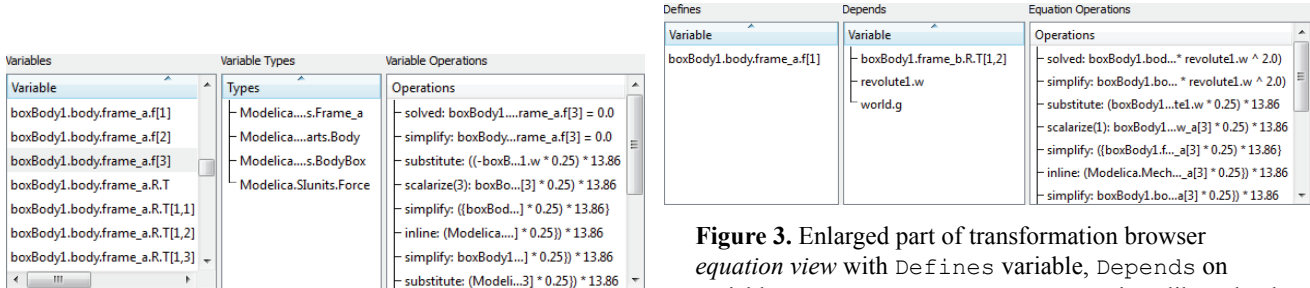 Variables
Variable Types
Variable Operations
Variable
Types
Operations
boxBody1.body.frame_a.f[1]
boxBody1.body.frame_a.f[2]
boxBody1.body.frame_a.f[3]
boxBody1.body.frame_a.R.T
boxBody1.body.frame_a.R.T[1,1]
boxBody1.body.frame_a.R.T[1,2]
boxBody1.body.frame_a.R.T[1,3]
Modelica....s.Frame_a
Modelica....arts.Body
Modelica....s.BodyBox
Modelica.SIunits.Force
solved: boxBody1....rame_a.f[3] = 0.0
simplify: boxBody...rame_a.f[3] = 0.0
substitute: ((-boxB...1.w * 0.25) * 13.86
scalarize(3): boxBo...[3] * 0.25) * 13.86
simplify: ({boxBod...] * 0.25) * 13.86}
inline: (Modelica....] * 0.25}) * 13.86
simplify: boxBody1...] * 0.25}) * 13.86
substitute: (Modeli...3] * 0.25}) * 13.86
Defines
Depends
Equation Operations
Variable
Variable
Operations
boxBody1.body.frame_a.f[1]
boxBody1.frame_b.R.T[1,2]
revolute1.w
world.g
solved: boxBody1.bod...* revolute1.w ^ 2.0)
simplify: boxBody1.bo... * revolute1.w ^ 2.0)
substitute: (boxBody1...te1.w * 0.25) * 13.86
scalarize(1): boxBody1...w_a[3] * 0.25) * 13.86
simplify: ({boxBody1.f..._a[3] * 0.25) * 13.86}
inline: (Modelica.Mech..._a[3] * 0.25}) * 13.86
simplify: boxBody1.bo...a[3] * 0.25}) * 13.86
Figure 3. Enlarged part of transformation browser
equation view with Defines variable, Depends on